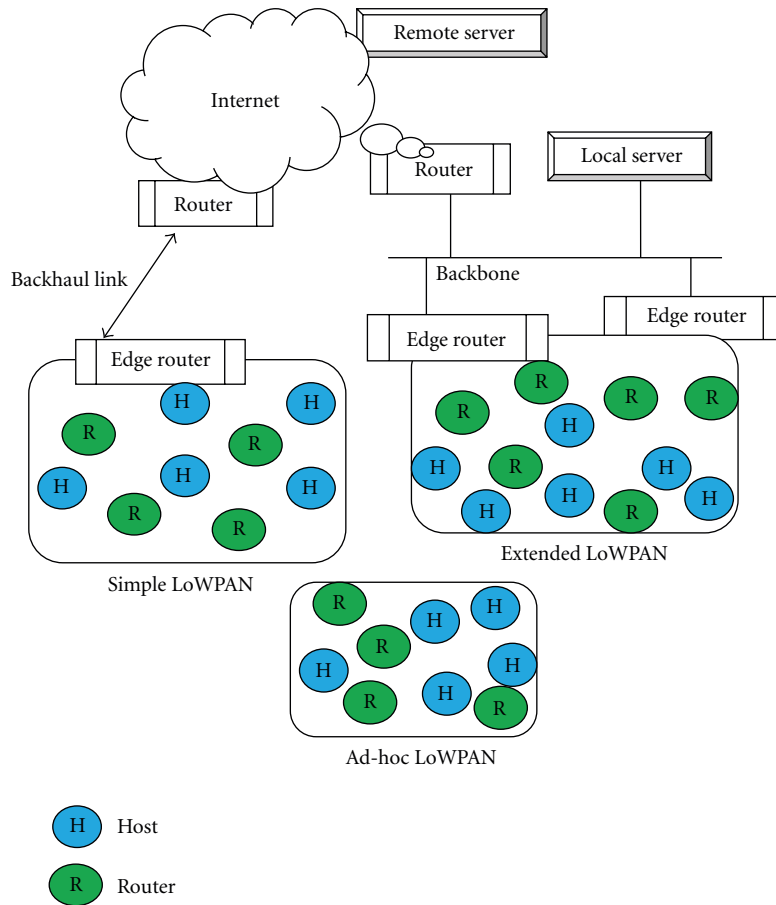 Remote server
Internet
Local server
Router
Router
Backhaul link
Backbone
Edge router
Edge router
Edge router
H
H
R
R
H
H
H
R
R
R
R
R
R
H
H
R
H
H
H
H
R
Simple LoWPAN
Extended LoWPAN
R
H
H
R
H
H
R
H
R
Ad-hoc LoWPAN
H Host
R Router